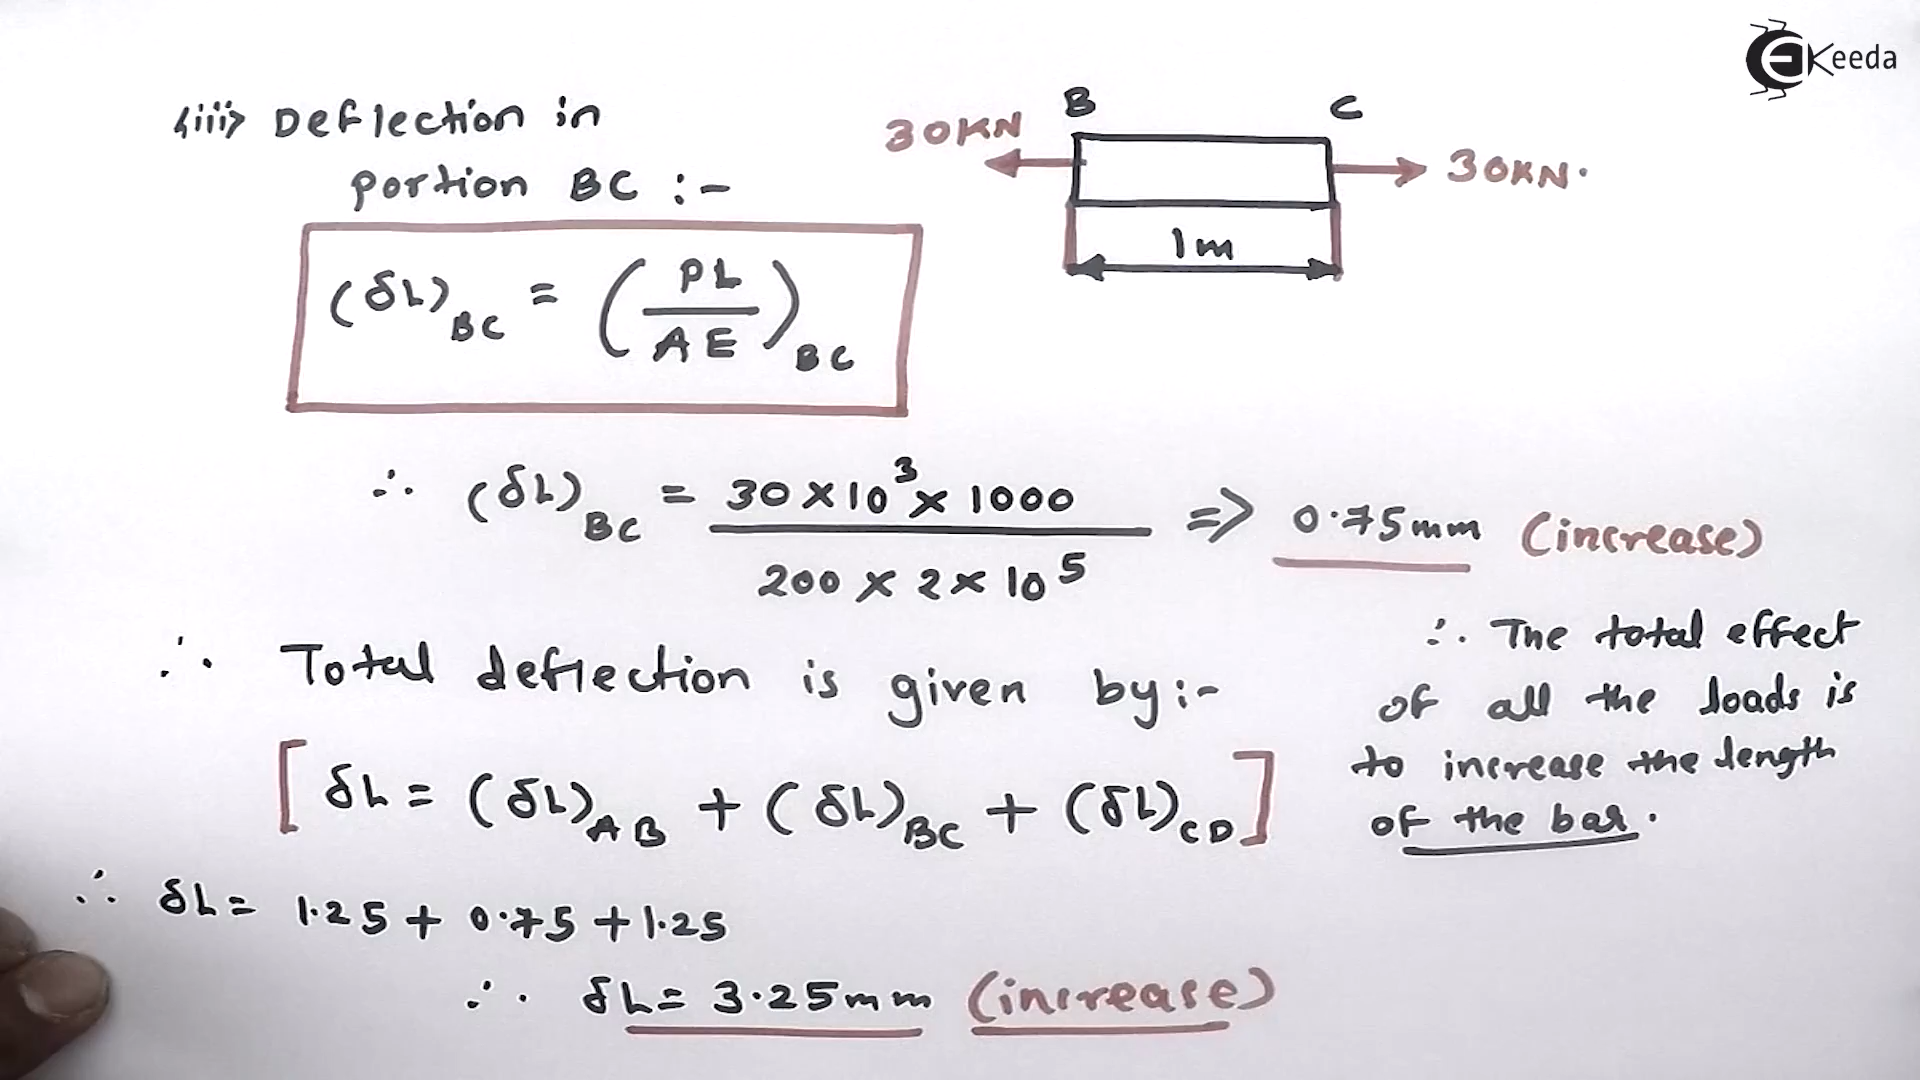 Keeda
(iii) Deflection in
portion BC :-
B C
30KN 30KN.
1m
(δL)BC = (PL/AE)BC
∴ (δL)BC = 30×10³×1000 / 200×2×10⁵ => 0.75mm (increase)
∴ Total deflection is given by:-
[δL = (δL)AB + (δL)BC + (δL)CD]
∴ δL = 1.25 + 0.75 + 1.25
∴ δL = 3.25mm (increase)
∴ The total effect
of all the loads is
to increase the length
of the bar.